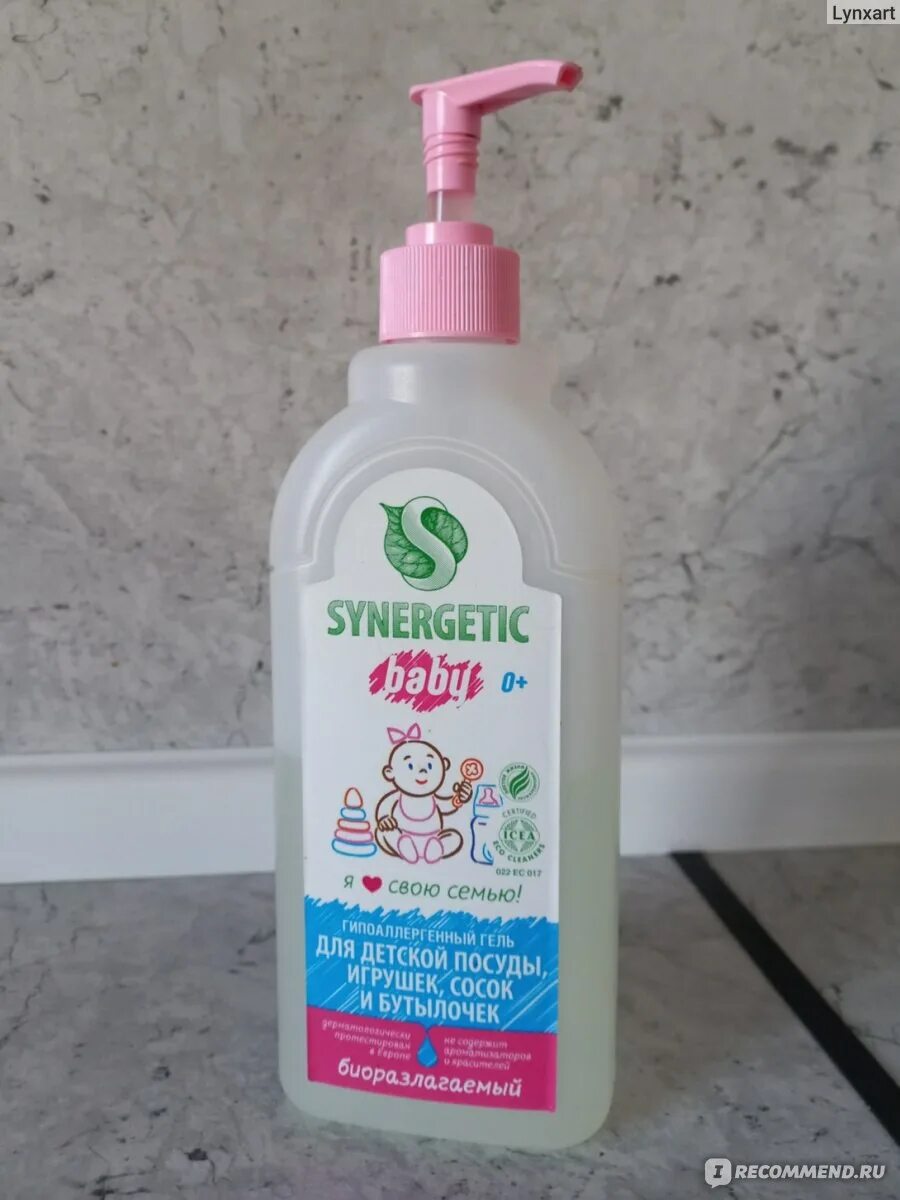 Lynxart
SYNERGETIC
baby
0+
CERTIFIED
ICEA
ECO CLEANERS
022 EC 017
я свою семью!
ГИПОАЛЛЕРГЕННЫЙ ГЕЛЬ
ДЛЯ ДЕТСКОЙ ПОСУДЫ,
ИГРУШЕК, СОСОК
И БУТЫЛОЧЕК
дерматологически
протестирован
в Европе
не содержит
ароматизаторов
и красителей
биоразлагаемый
IRECOMMEND.RU